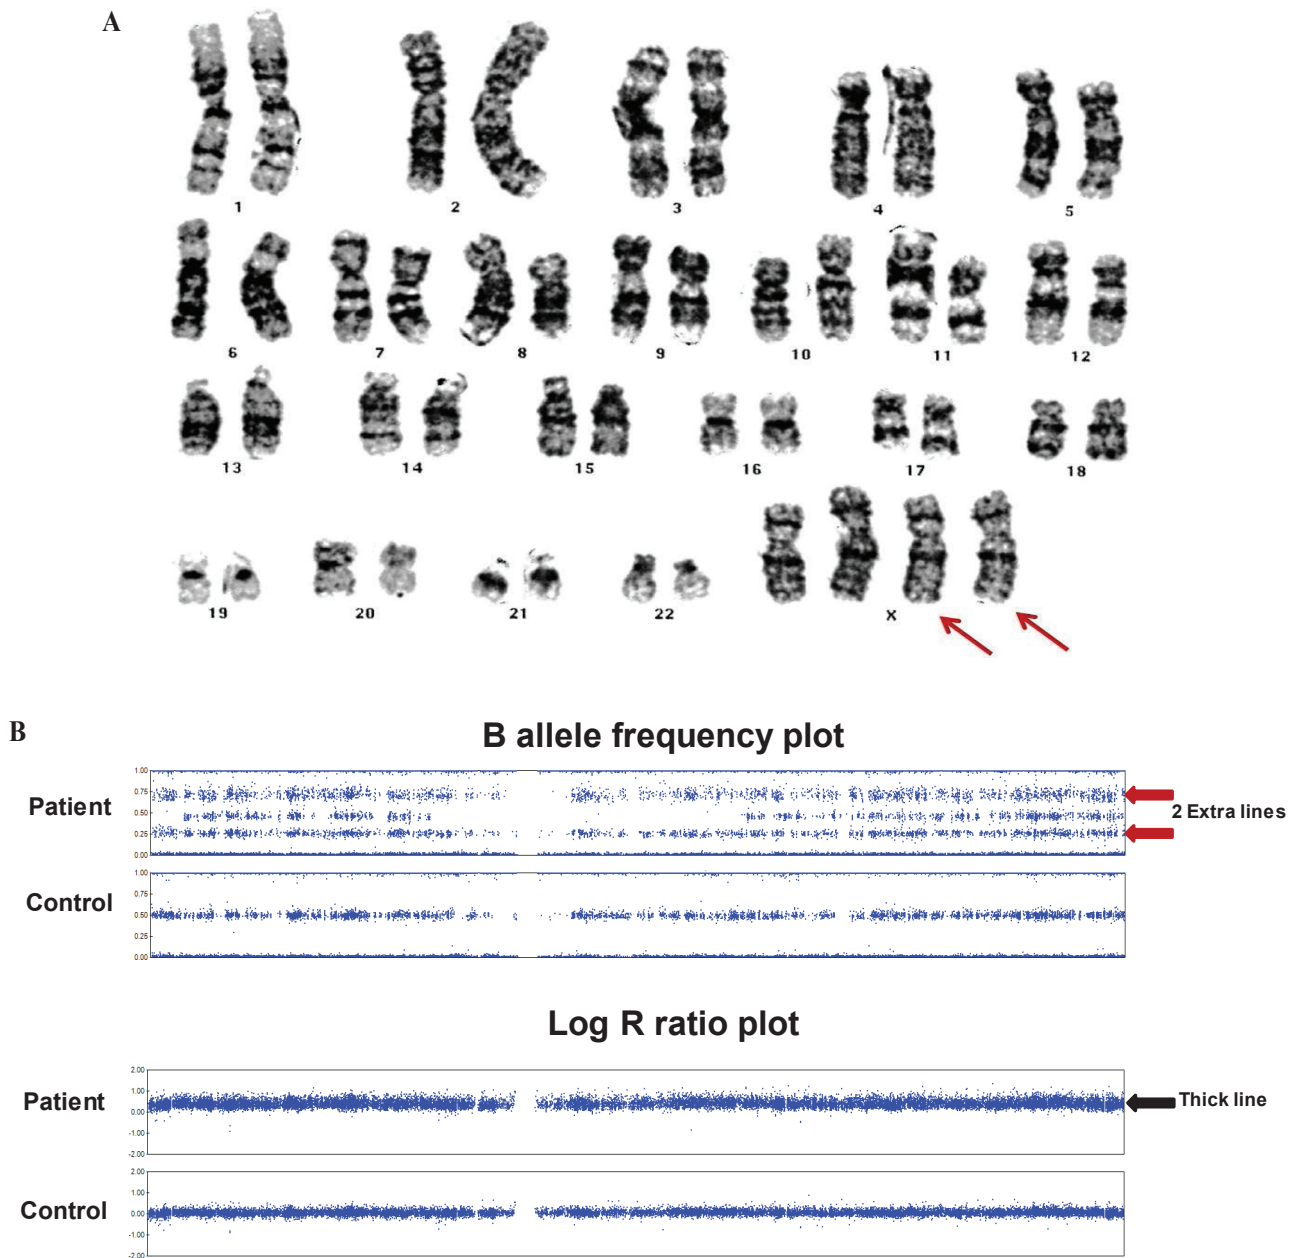 A
1 2 3 4 5
6 7 8 9 10 11 12
13 14 15 16 17 18
19 20 21 22 X
B
B allele frequency plot
Patient
1.00
0.75
0.50
0.25
0.00
2 Extra lines
Control
1.00
0.75
0.50
0.25
0.00
Log R ratio plot
Patient
2.00
1.00
0.00
-1.00
-2.00
Thick line
Control
2.00
1.00
0.00
-1.00
-2.00